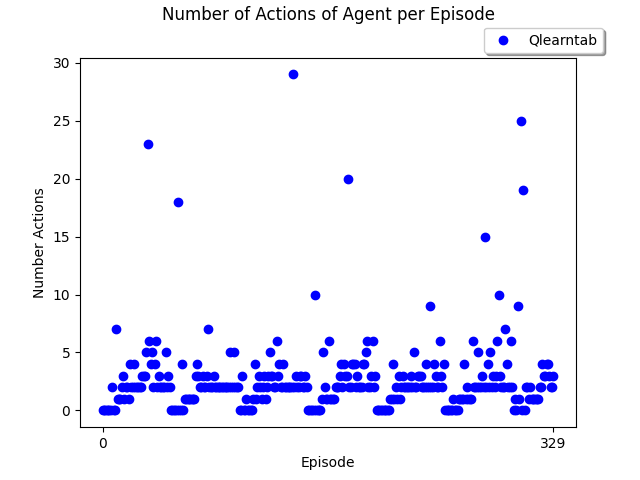 Number of Actions of Agent per Episode
Qlearntab
30
25
20
15
10
5
0
Number Actions
0 329
Episode